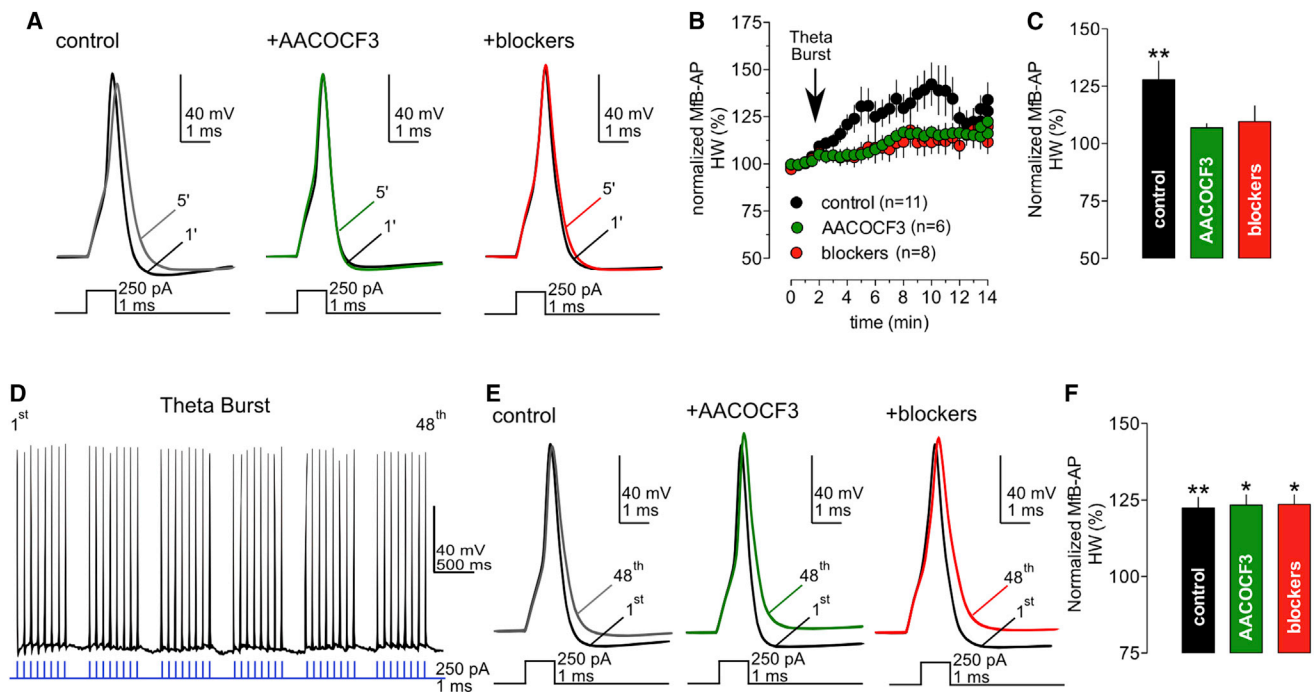 A
control
+AACOCF3
+blockers
40 mV
1 ms
5'
1'
250 pA
1 ms
40 mV
1 ms
5'
1'
250 pA
1 ms
40 mV
1 ms
5'
1'
250 pA
1 ms
B
normalized MfB-AP
HW (%)
150
125
100
75
50
Theta
Burst
control (n=11)
AACOCF3 (n=6)
blockers (n=8)
0 2 4 6 8 10 12 14
time (min)
C
Normalized MfB-AP
HW (%)
150
125
100
75
50
**
control
AACOCF3
blockers
D
Theta Burst
1st
48th
40 mV
500 ms
250 pA
1 ms
E
control
+AACOCF3
+blockers
40 mV
1 ms
48th
1st
250 pA
1 ms
40 mV
1 ms
48th
1st
250 pA
1 ms
40 mV
1 ms
48th
1st
250 pA
1 ms
F
Normalized MfB-AP
HW (%)
150
125
100
75
** * *
control
AACOCF3
blockers